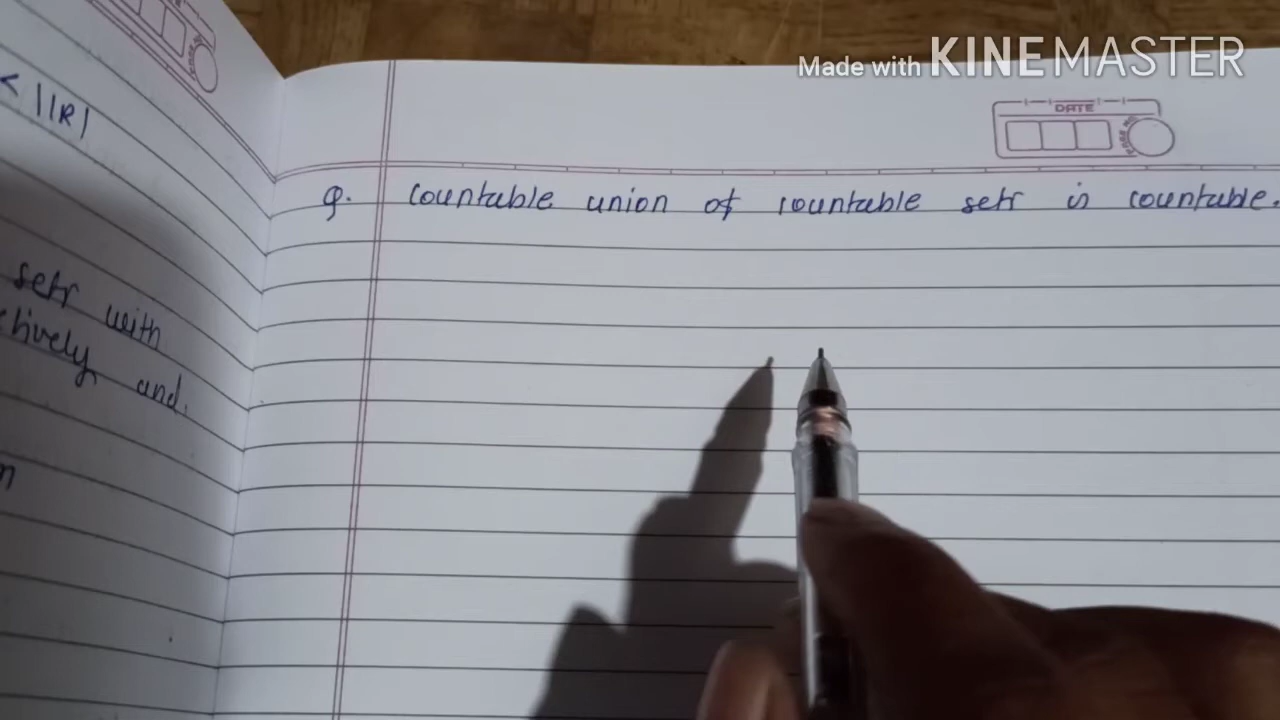 Made with KINEMASTER
DATE
< |IR|
Q. Countable union of countable sets is countable.
sets with
ctively and
n